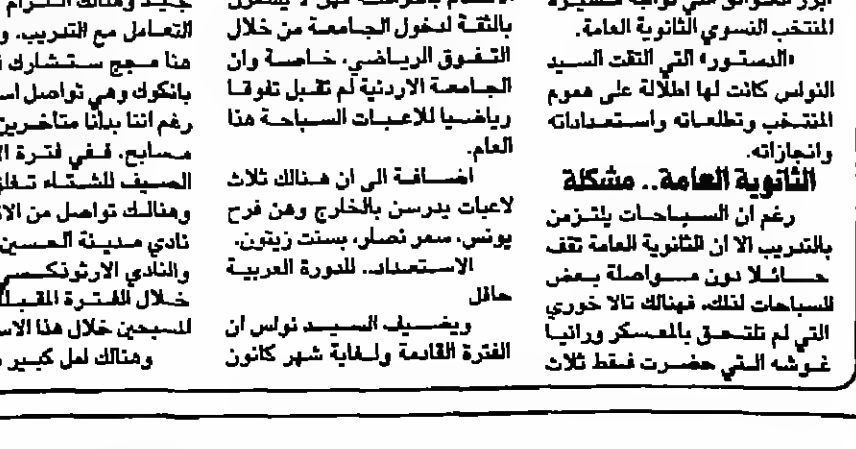 المنتخب النسوي الثانوية العامة.
«الدستور» التي التقت السيد
النولس كانت لها اطلالة على هموم
المنتخب وتطلعاته واستعداداته
وانجازاته.
الثانوية العامة.. مشكلة
رغم ان السباحات يلتزمن
بالتدريب الا ان الثانوية العامة تقف
حائلا دون مواصلة بعض
السباحات لذلك، فهنالك تالا خوري
التي لم تلتحق بالمعسكر ورانيا
غوشه التي حضرت فقط ثلاث
بالثقة لدخول الجامعة من خلال
التفوق الرياضي، خاصة وان
الجامعة الاردنية لم تقبل تفوقا
رياضيا للاعبات السباحة هذا
العام.
اضافة الى ان هنالك ثلاث
لاعبات يدرسن بالخارج وهن فرح
يونس، سمر نصار، بسنت زيتون.
الاستعداد.. للدورة العربية
حافل
ويضيف السيد نولس ان
الفترة القادمة ولغاية شهر كانون
جيد وهنالك التزام
التعامل مع التدريب. و
هنا مجج ستشارك
بانكوك وهي تواصل
رغم اننا بدأنا متأخرين
مسابح، ففي فترة
الصيف للشتاء
وهنالك تواصل من
نادي مدينة الحسين
والنادي الارثوذكسي
خلال الفترة
للسبحين خلال هذا
وهنالك امل كبير